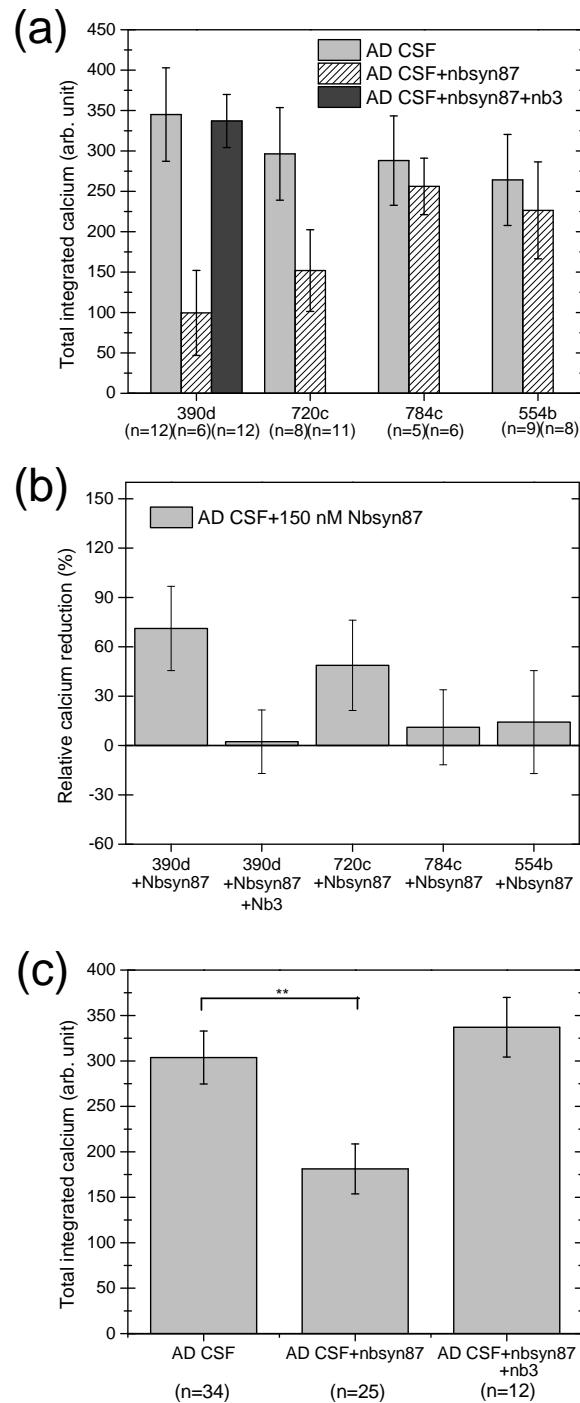 (a)
450
400
350
300
250
200
150
100
50
0
Total integrated calcium (arb. unit)
AD CSF
AD CSF+nbsyn87
AD CSF+nbsyn87+nb3
390d 720c 784c 554b
(n=12)(n=6)(n=12) (n=8)(n=11) (n=5)(n=6) (n=9)(n=8)
(b)
150
120
90
60
30
0
-30
-60
Relative calcium reduction (%)
AD CSF+150 nM Nbsyn87
390d 390d 720c 784c 554b
+Nbsyn87 +Nbsyn87 +Nbsyn87 +Nbsyn87 +Nbsyn87
+Nb3
(c)
400
350
300
250
200
150
100
50
0
Total integrated calcium (arb. unit)
**
AD CSF AD CSF+nbsyn87 AD CSF+nbsyn87
+nb3
(n=34) (n=25) (n=12)